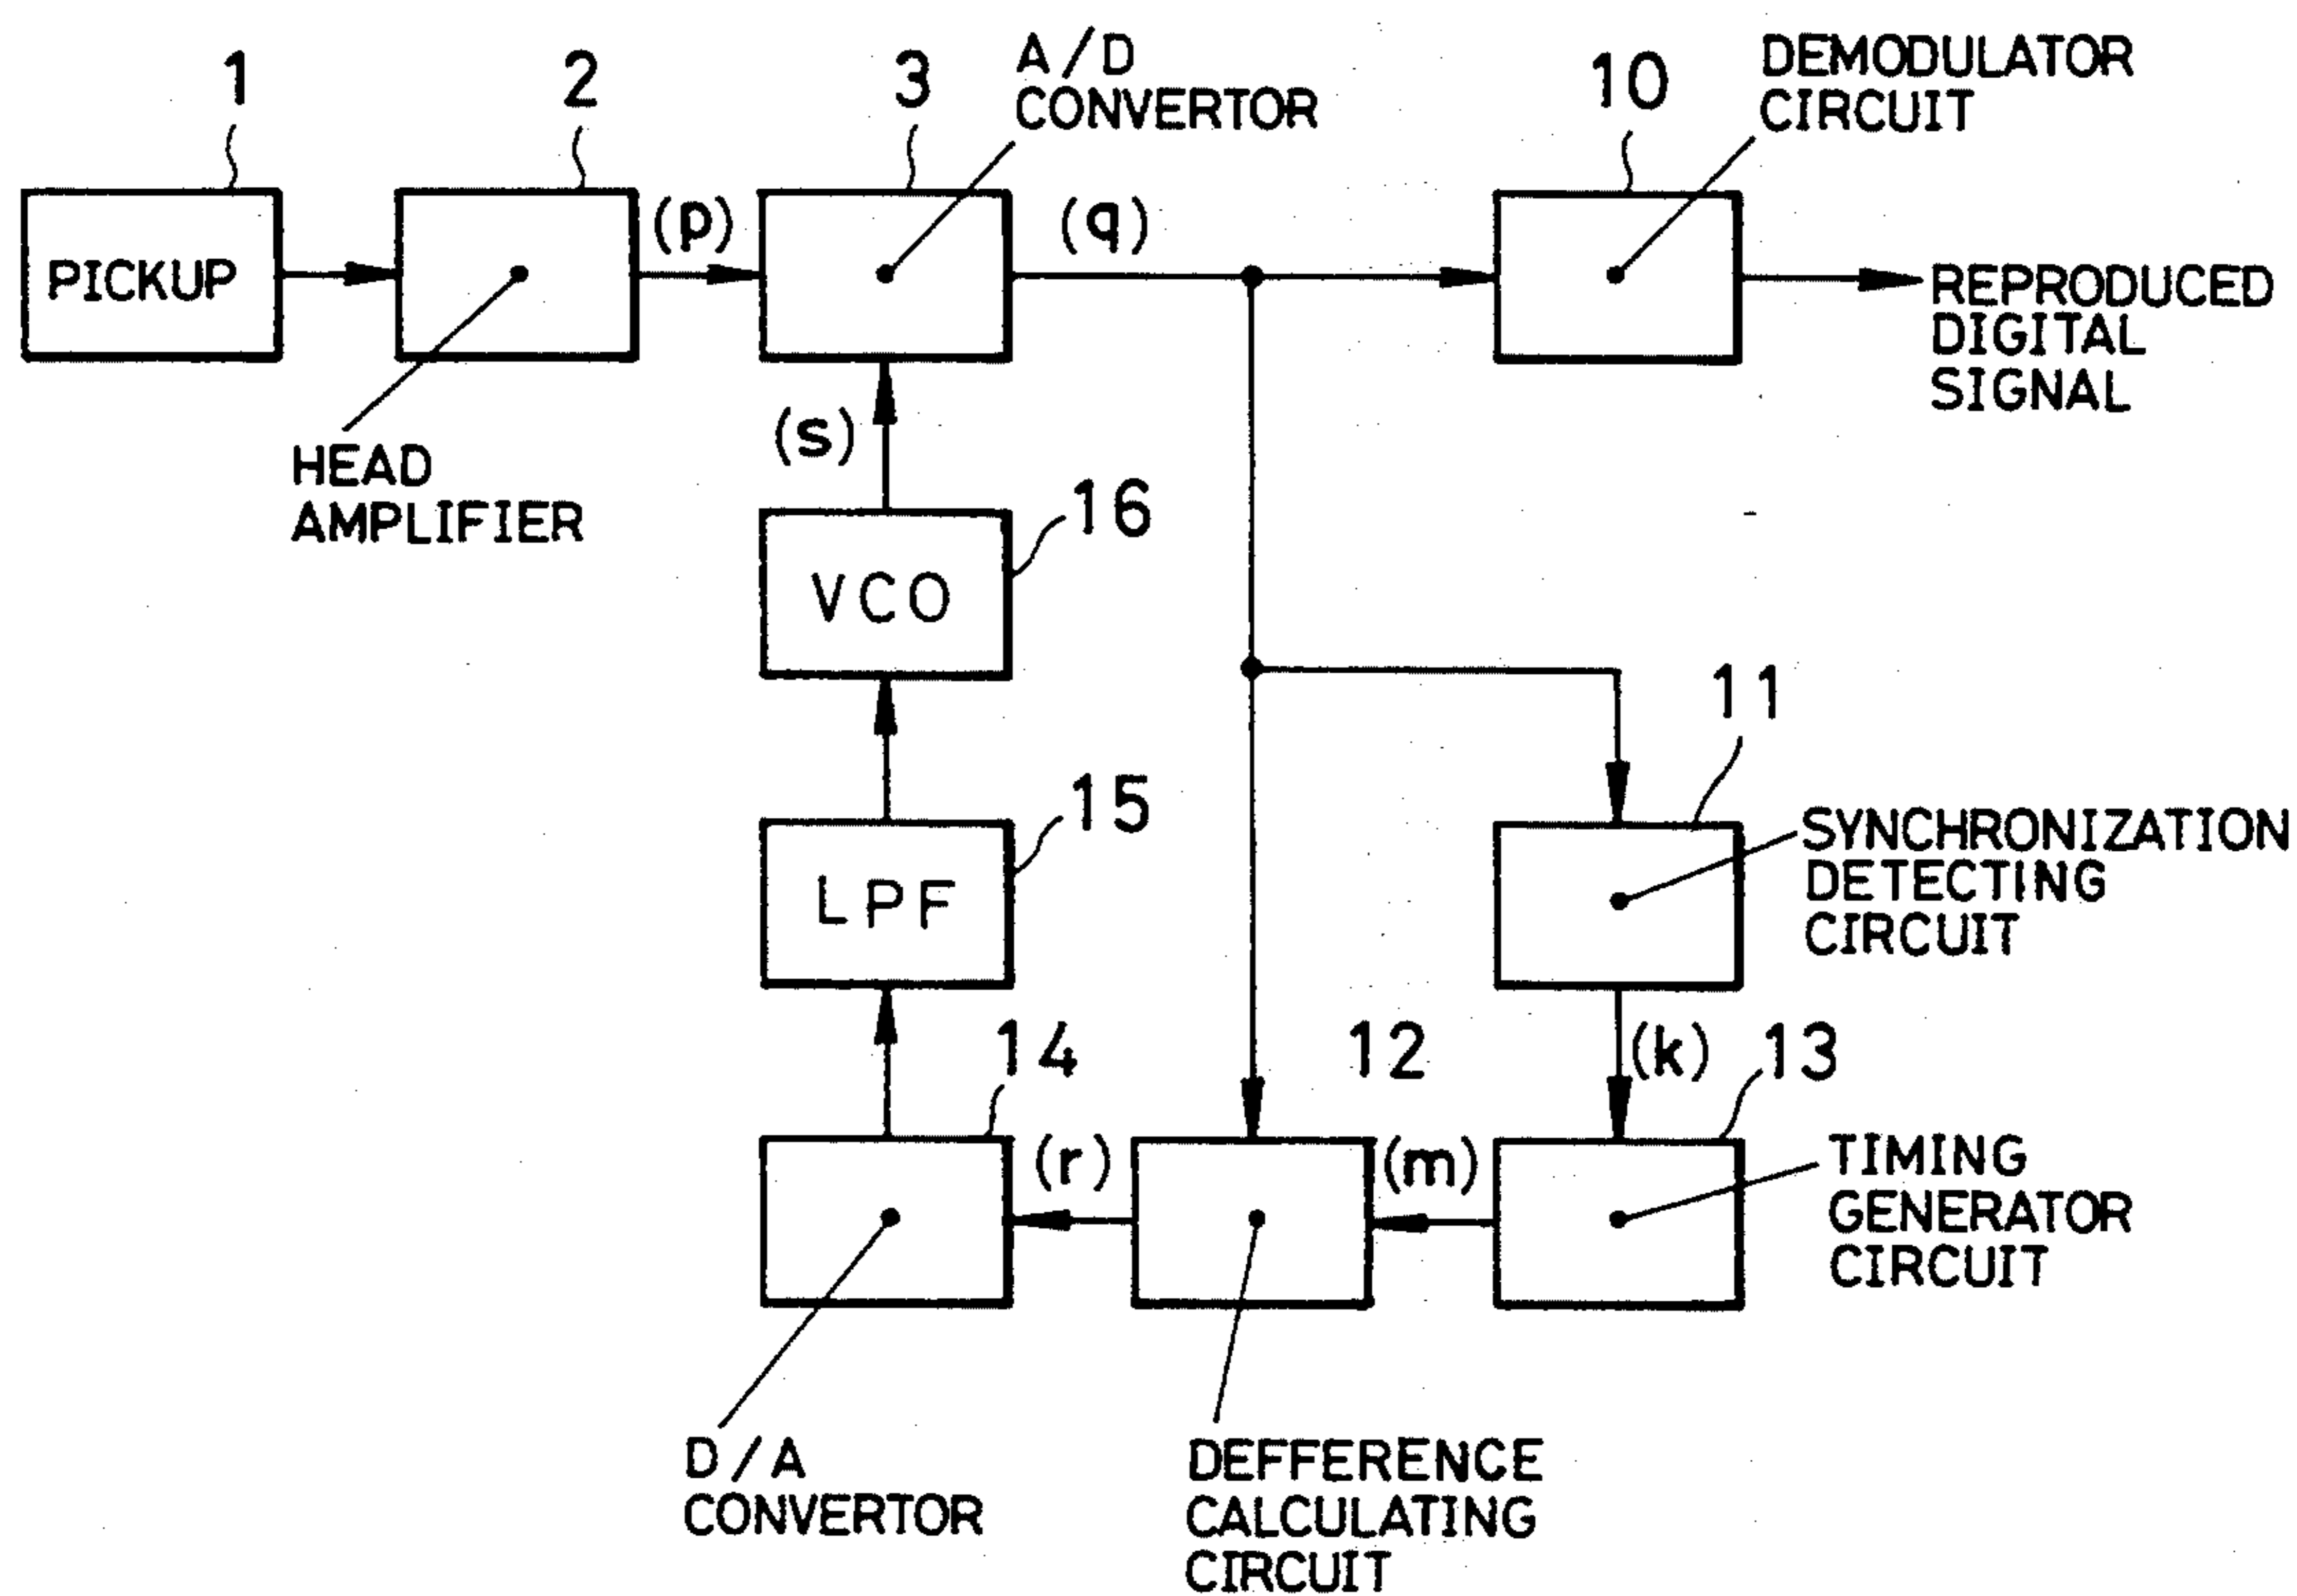 1
2
3
A/D
CONVERTOR
10
DEMODULATOR
CIRCUIT
PICKUP
(p)
(q)
REPRODUCED
DIGITAL
SIGNAL
HEAD
AMPLIFIER
(s)
16
VCO
11
15
LPF
SYNCHRONIZATION
DETECTING
CIRCUIT
14
12
(k)
13
(r)
(m)
TIMING
GENERATOR
CIRCUIT
D/A
CONVERTOR
DEFFERENCE
CALCULATING
CIRCUIT